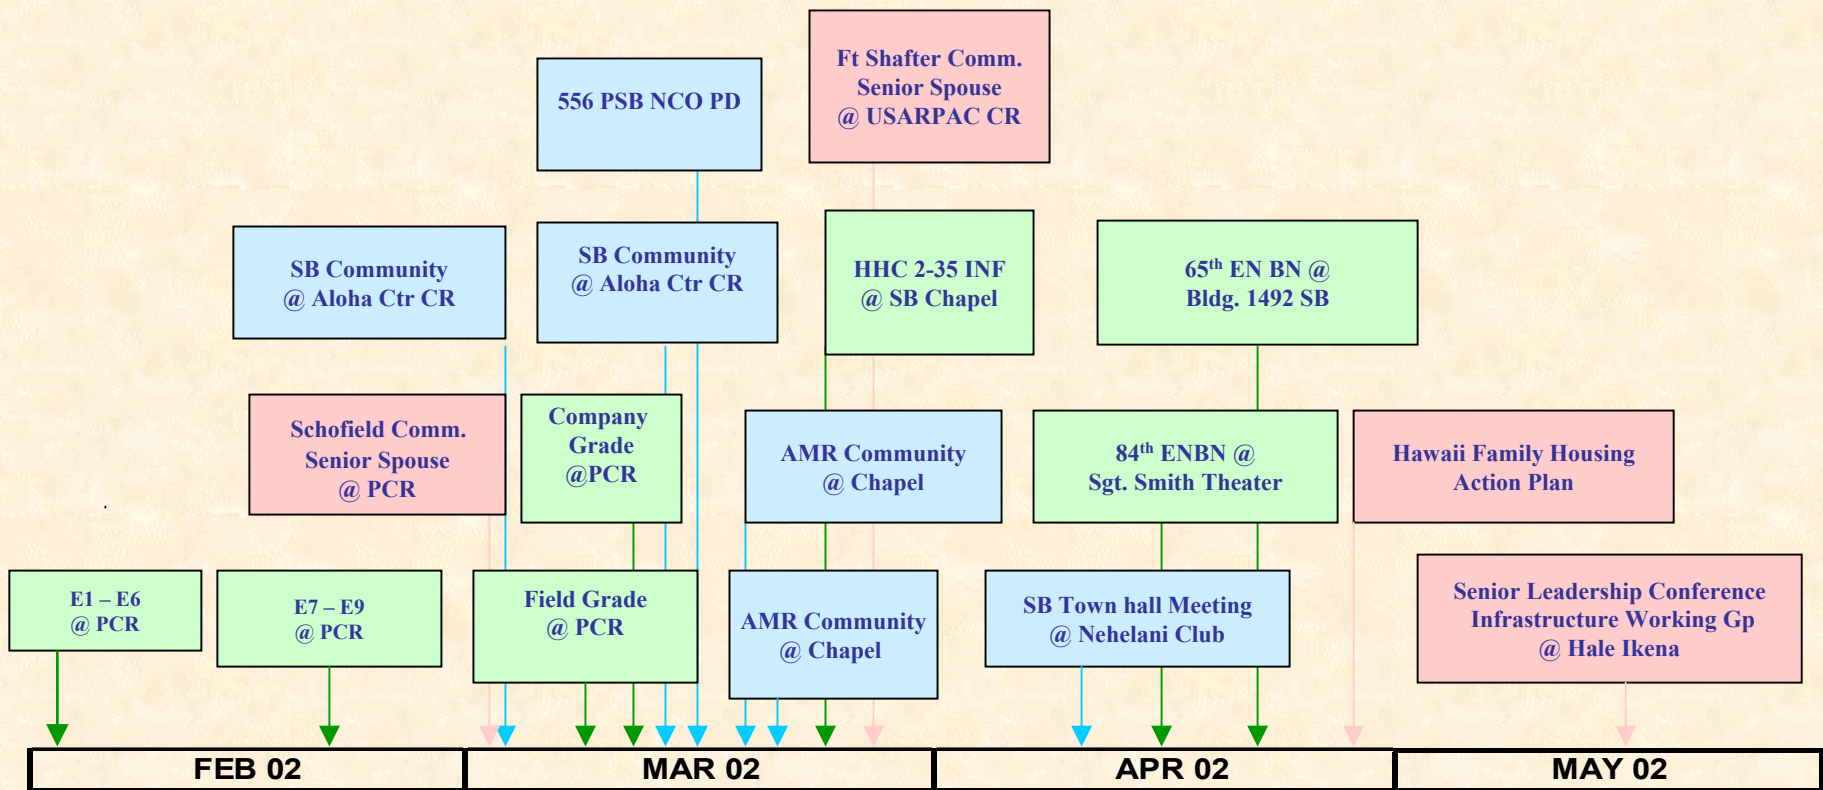 Ft Shafter Comm.
Senior Spouse
@ USARPAC CR
556 PSB NCO PD
SB Community
@ Aloha Ctr CR
SB Community
@ Aloha Ctr CR
HHC 2-35 INF
@ SB Chapel
65th EN BN @
Bldg. 1492 SB
Schofield Comm.
Senior Spouse
@ PCR
Company
Grade
@PCR
AMR Community
@ Chapel
84th ENBN @
Sgt. Smith Theater
Hawaii Family Housing
Action Plan
E1 – E6
@ PCR
E7 – E9
@ PCR
Field Grade
@ PCR
AMR Community
@ Chapel
SB Town hall Meeting
@ Nehelani Club
Senior Leadership Conference
Infrastructure Working Gp
@ Hale Ikena
FEB 02
MAR 02
APR 02
MAY 02